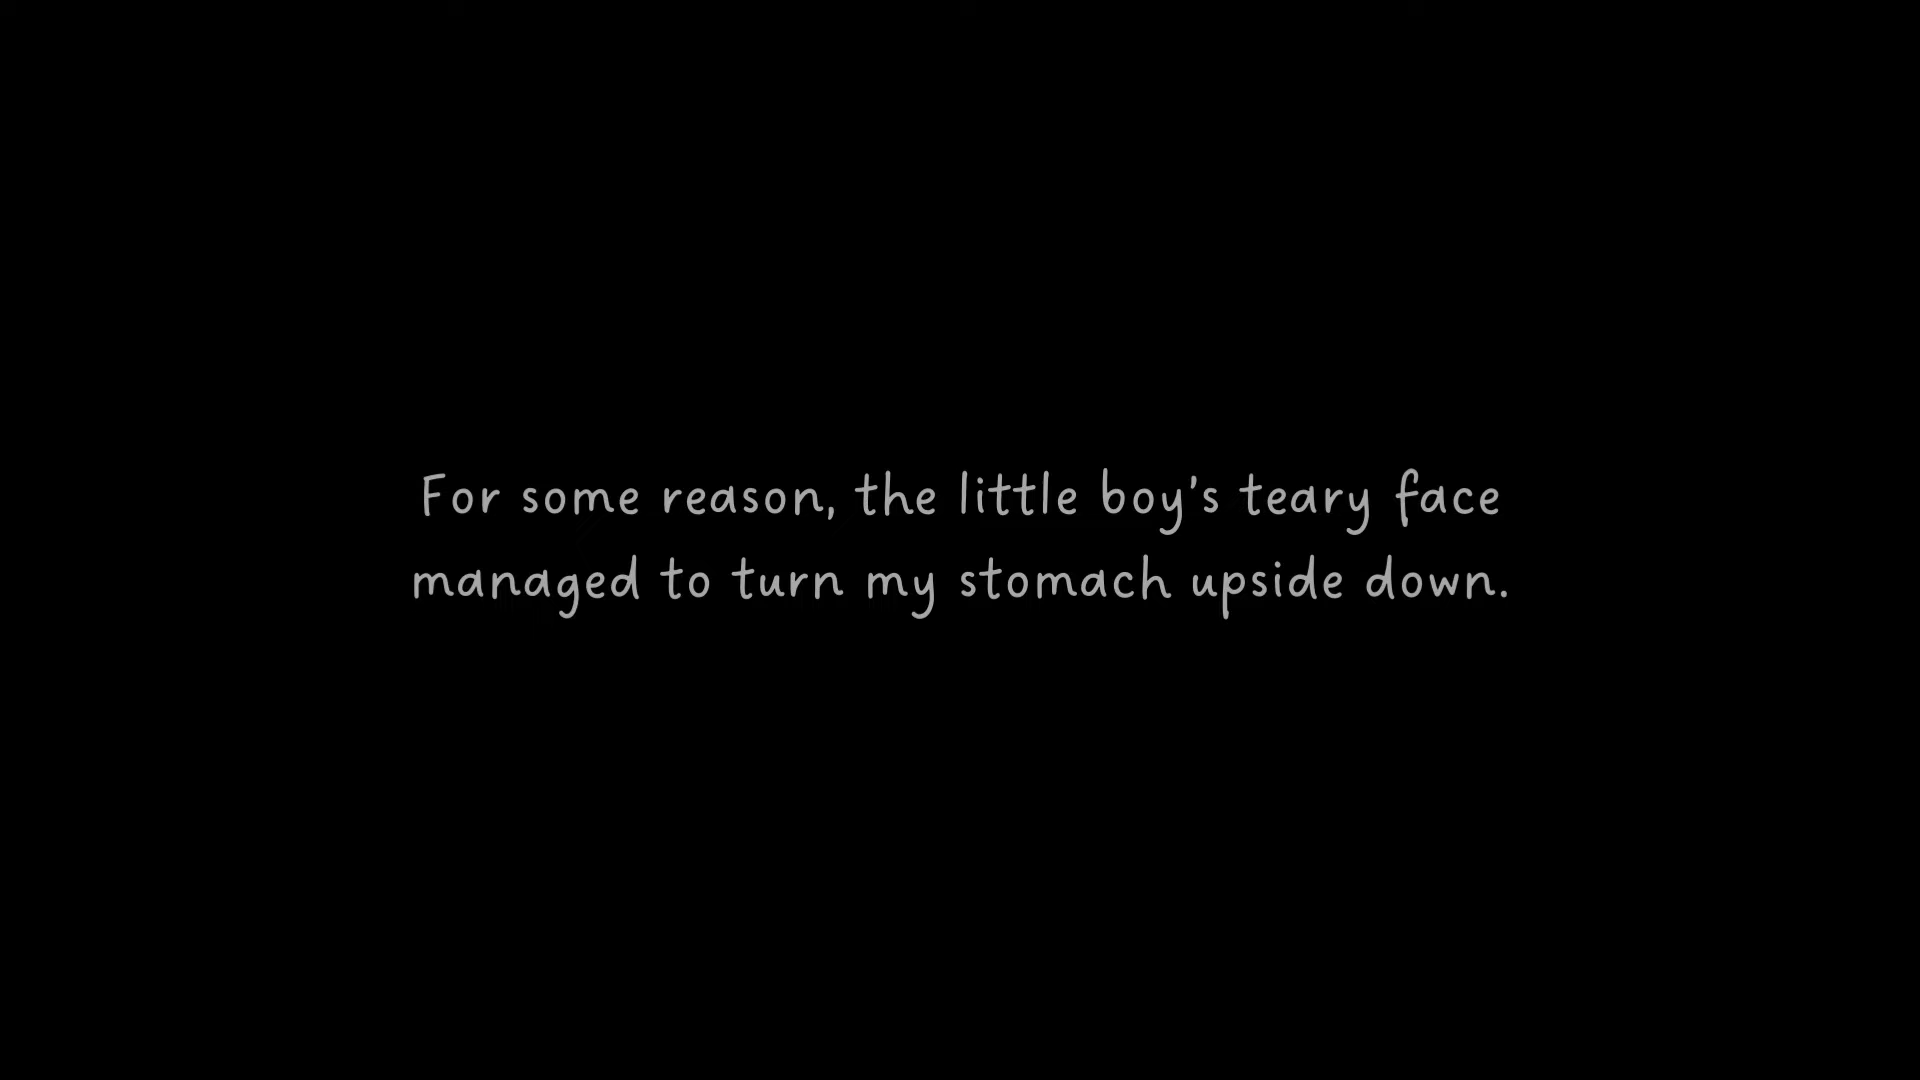 For some reason, the little boy's teary face
managed to turn my stomach upside down.